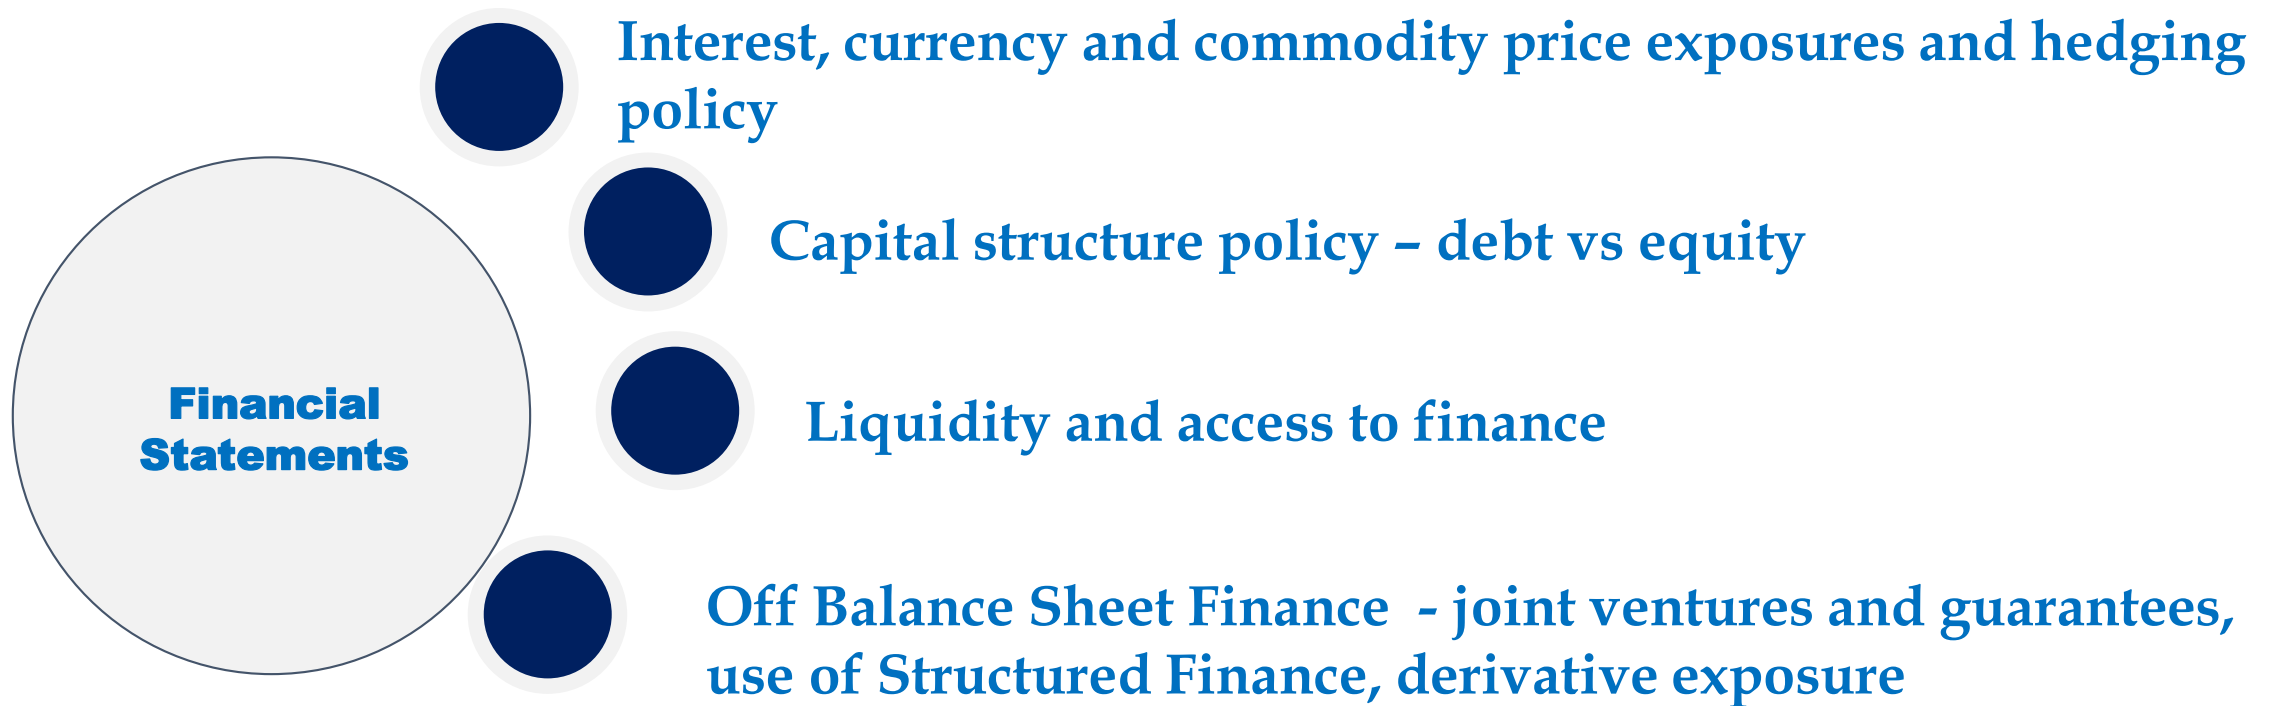 Interest, currency and commodity price exposures and hedging
policy
Capital structure policy – debt vs equity
Financial
Statements
Liquidity and access to finance
Off Balance Sheet Finance  - joint ventures and guarantees,
use of Structured Finance, derivative exposure